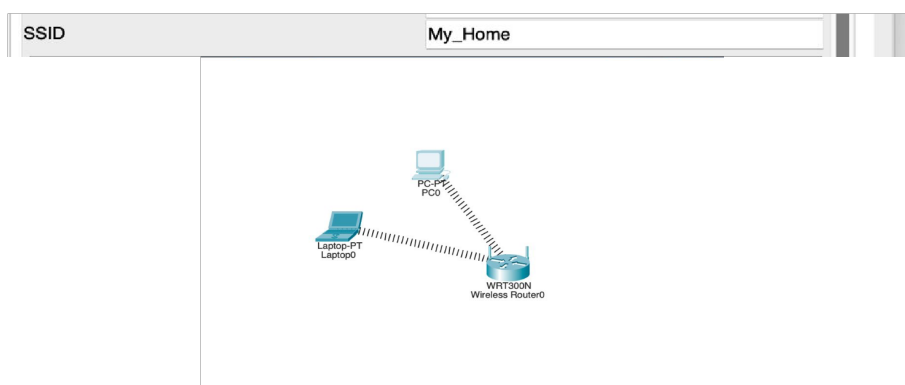 SSID
My_Home
PC-PT
PC0
Laptop-PT
Laptop0
WRT300N
Wireless Router0